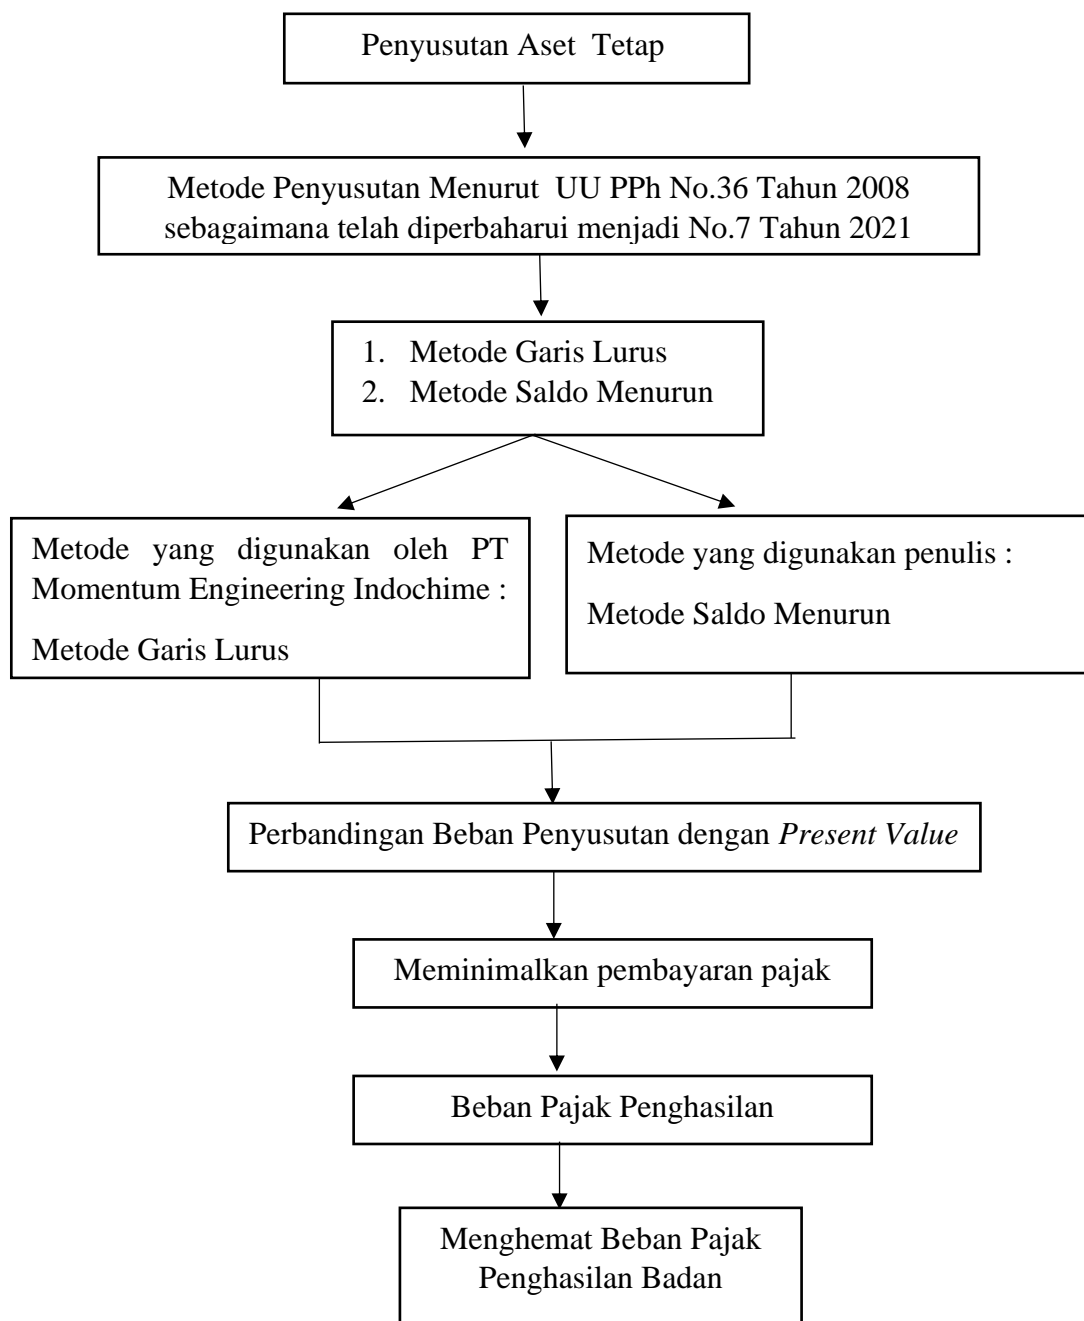 Penyusutan Aset Tetap
Metode Penyusutan Menurut UU PPh No.36 Tahun 2008
sebagaimana telah diperbaharui menjadi No.7 Tahun 2021
1. Metode Garis Lurus
2. Metode Saldo Menurun
Metode yang digunakan oleh PT
Momentum Engineering Indochime :
Metode Garis Lurus
Metode yang digunakan penulis :
Metode Saldo Menurun
Perbandingan Beban Penyusutan dengan Present Value
Meminimalkan pembayaran pajak
Beban Pajak Penghasilan
Menghemat Beban Pajak
Penghasilan Badan